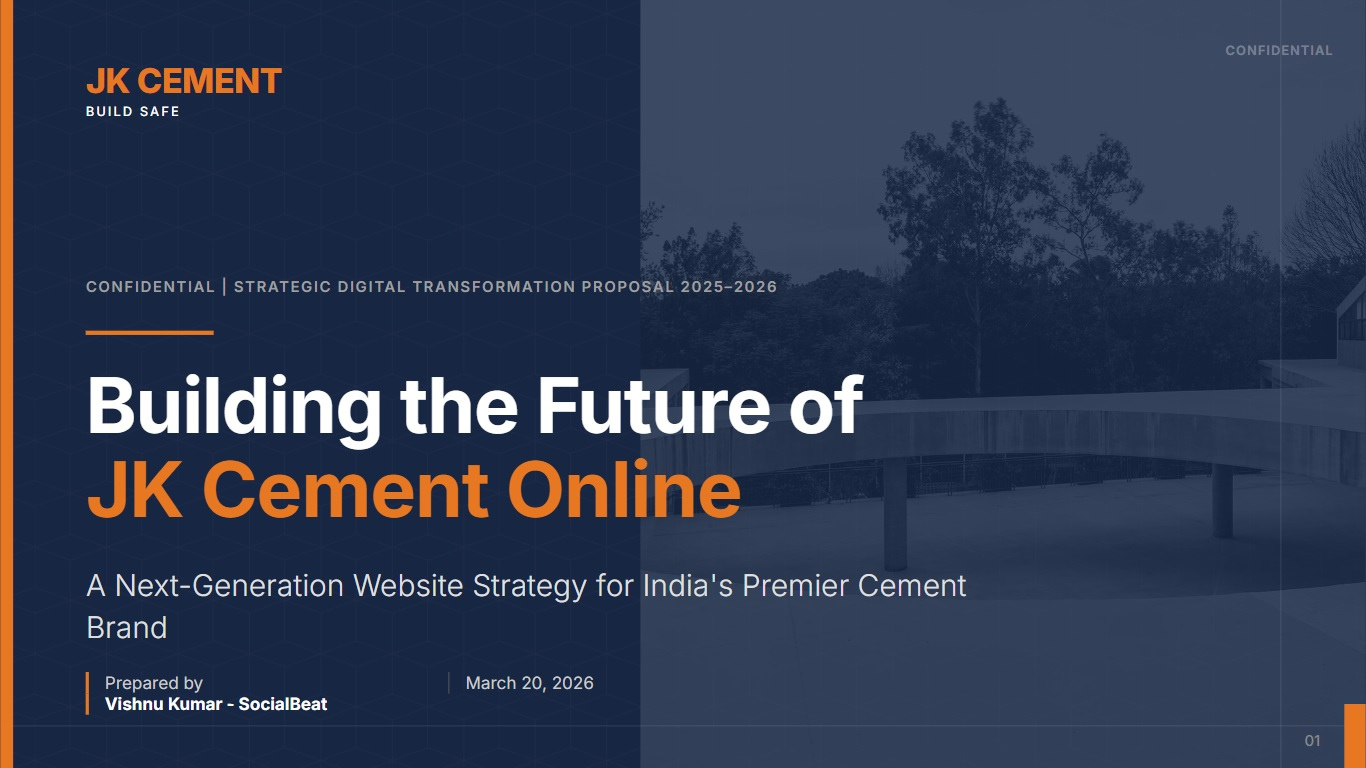 CONFIDENTIAL
JK CEMENT
BUILD SAFE
CONFIDENTIAL | STRATEGIC DIGITAL TRANSFORMATION PROPOSAL 2025–2026
Building the Future of
JK Cement Online
A Next-Generation Website Strategy for India's Premier Cement
Brand
Prepared by
Vishnu Kumar - SocialBeat
March 20, 2026
01